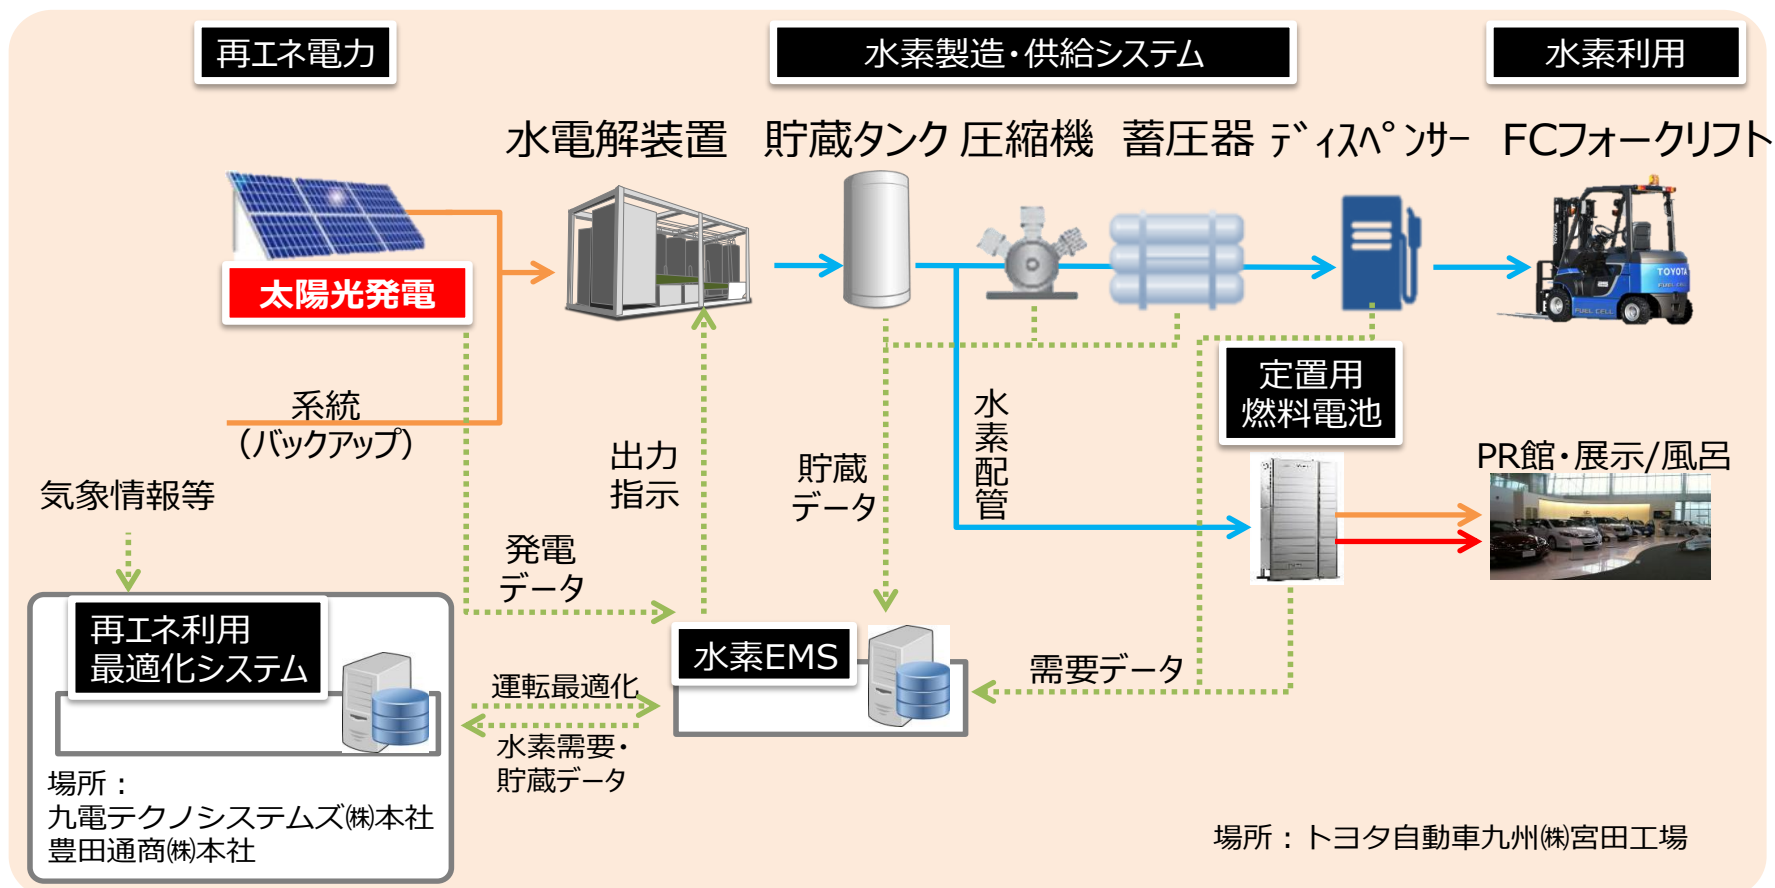 再エネ電力
水素製造・供給システム
水素利用
水電解装置
貯蔵タンク
圧縮機
蓄圧器
ディスペンサー
FCフォークリフト
太陽光発電
TOYOTA
FUEL CELL
系統
(バックアップ)
定置用
燃料電池
水素配管
出力
指示
貯蔵
データ
PR館・展示/風呂
気象情報等
発電
データ
再エネ利用
最適化システム
水素EMS
需要データ
運転最適化
水素需要・
貯蔵データ
場所：
九電テクノシステムズ㈱本社
豊田通商㈱本社
場所：トヨタ自動車九州㈱宮田工場